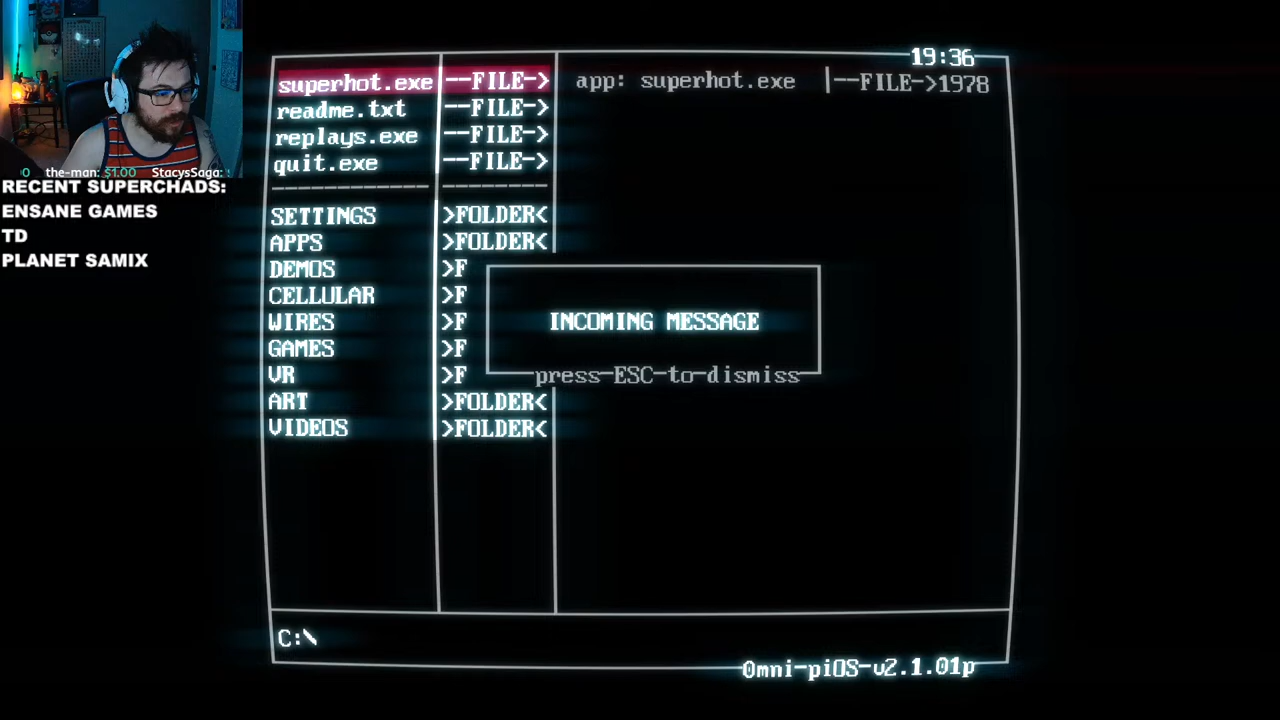 0 the-man: $1.00 StacysSaga:
RECENT SUPERCHADS:
ENSANE GAMES
TD
PLANET SAMIX
19:36
superhot.exe --FILE-> app: superhot.exe |--FILE->1978
readme.txt --FILE->
replays.exe --FILE->
quit.exe --FILE->
SETTINGS >FOLDER<
APPS >FOLDER<
DEMOS >F
CELLULAR >F
WIRES >F
GAMES >F
VR >F
ART >FOLDER<
VIDEOS >FOLDER<
INCOMING MESSAGE
press-ESC-to-dismiss
C:\
0mni-piOS-v2.1.01p